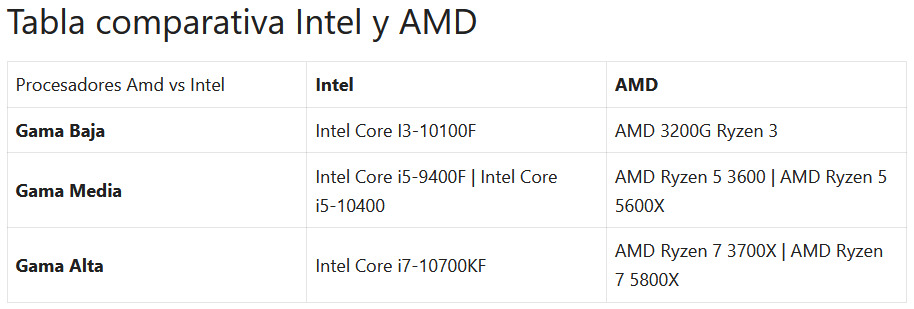 Tabla comparativa Intel y AMD
Procesadores Amd vs Intel
Intel
AMD
Gama Baja
Intel Core I3-10100F
AMD 3200G Ryzen 3
Gama Media
Intel Core i5-9400F | Intel Core
i5-10400
AMD Ryzen 5 3600 | AMD Ryzen 5
5600X
Gama Alta
Intel Core i7-10700KF
AMD Ryzen 7 3700X | AMD Ryzen
7 5800X